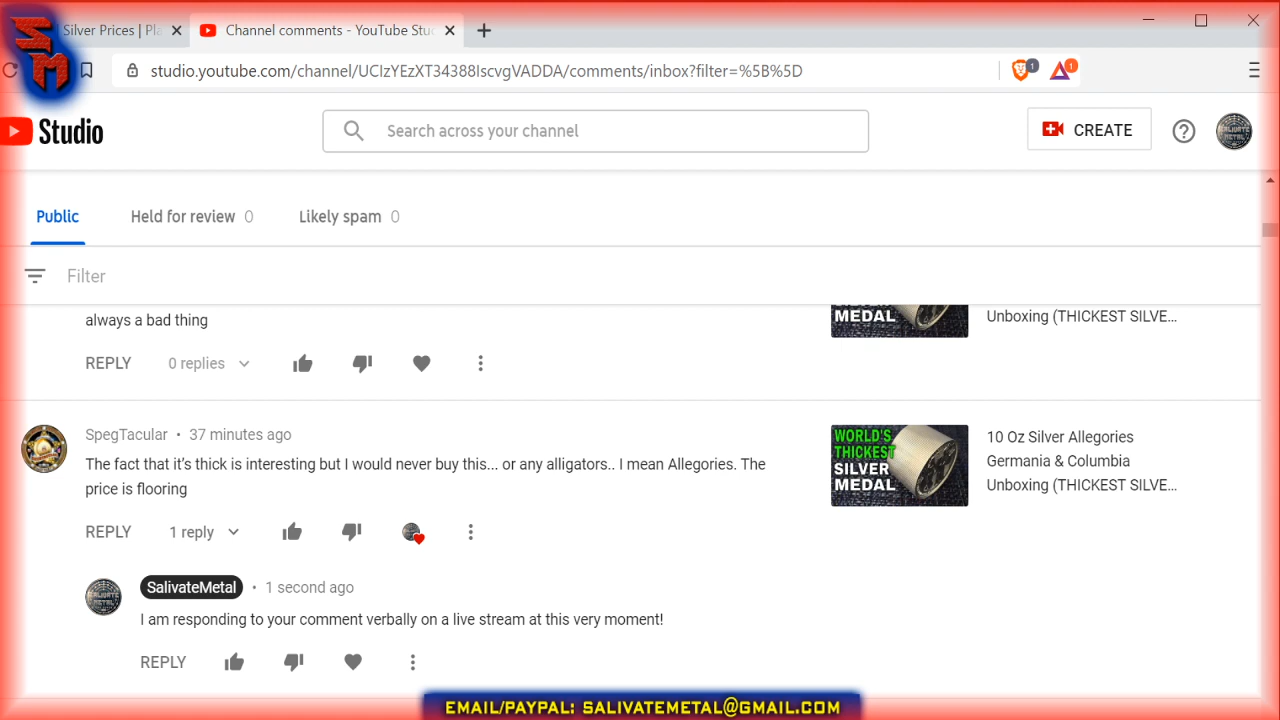 SM
Silver Prices | Pla
Channel comments - YouTube Stu
studio.youtube.com/channel/UCIzYEzXT34388IscvgVADDA/comments/inbox?filter=%5B%5D
1
1
Studio
Search across your channel
CREATE
Public
Held for review 0
Likely spam 0
Filter
always a bad thing
MEDAL
Unboxing (THICKEST SILVE...
REPLY
0 replies
SpegTacular • 37 minutes ago
The fact that it's thick is interesting but I would never buy this... or any alligators.. I mean Allegories. The
price is flooring
WORLD'S
THICKEST
SILVER
MEDAL
10 Oz Silver Allegories
Germania & Columbia
Unboxing (THICKEST SILVE...
REPLY
1 reply
SalivateMetal • 1 second ago
I am responding to your comment verbally on a live stream at this very moment!
REPLY
EMAIL/PAYPAL: SALIVATEMETAL@GMAIL.COM